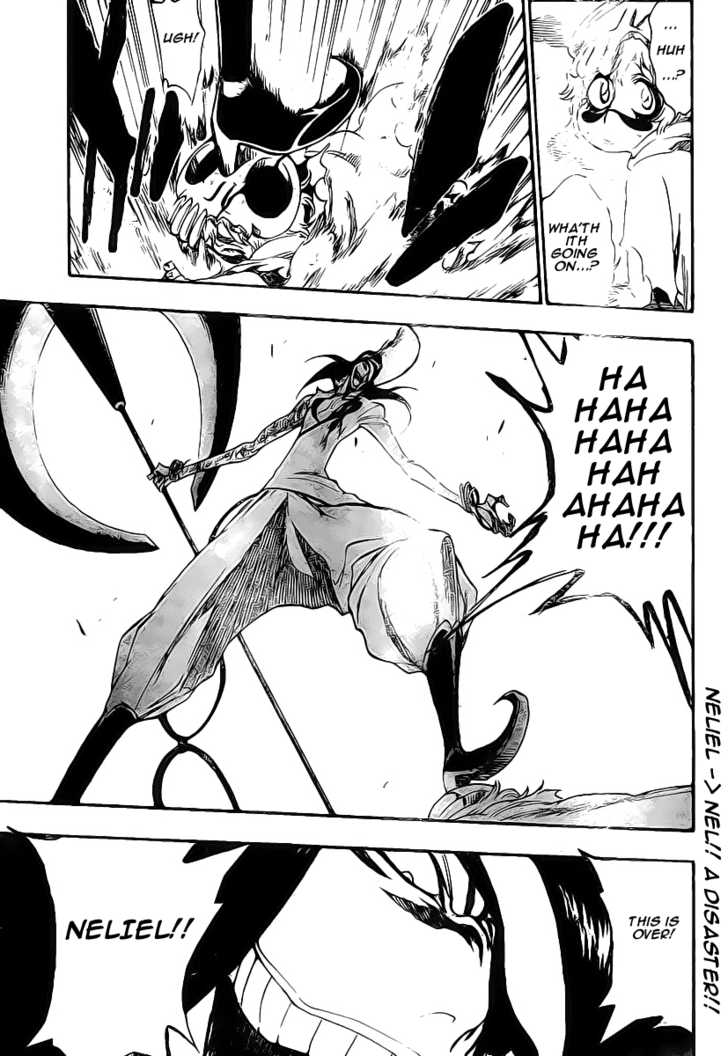 ...
HUH
...?
WHA'TH
ITH
GOING
ON...?
UGH!
HA
HAHA
HAHA
HAH
AHAHA
HA!!!
THIS IS
OVER!
NELIEL!!
NELIEL -> NEL!! A DISASTER!!